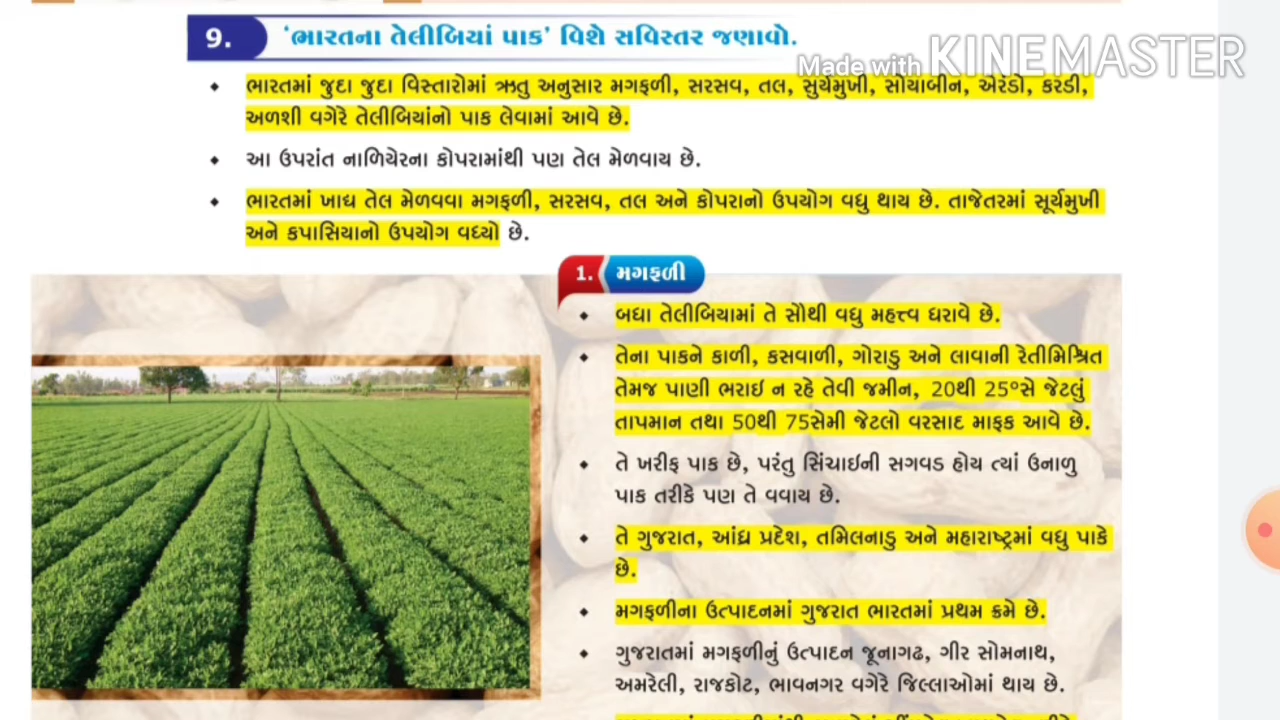 9. 'ભારતના તેલીબિયાં પાક' વિશે સવિસ્તર જણાવો.
Made with KINEMASTER
ભારતમાં જુદા જુદા વિસ્તારોમાં ઋતુ અનુસાર મગફળી, સરસવ, તલ, સુર્યમુખી, સોયાબીન, એરંડો, કરડી,
અળશી વગેરે તેલીબિયાંનો પાક લેવામાં આવે છે.
આ ઉપરાંત નાળિયેરના કોપરામાંથી પણ તેલ મેળવાય છે.
ભારતમાં ખાદ્ય તેલ મેળવવા મગફળી, સરસવ, તલ અને કોપરાનો ઉપયોગ વધુ થાય છે. તાજેતરમાં સૂર્યમુખી
અને કપાસિયાનો ઉપયોગ વધ્યો છે.
1. મગફળી
બધા તેલીબિયામાં તે સૌથી વધુ મહત્ત્વ ધરાવે છે.
તેના પાકને કાળી, કસવાળી, ગોરાડુ અને લાવાની રેતીમિશ્રિત
તેમજ પાણી ભરાઇ ન રહે તેવી જમીન, 20થી 25°સે જેટલું
તાપમાન તથા 50થી 75સેમી જેટલો વરસાદ માફક આવે છે.
તે ખરીફ પાક છે, પરંતુ સિંચાઇની સગવડ હોય ત્યાં ઉનાળુ
પાક તરીકે પણ તે વવાય છે.
તે ગુજરાત, આંધ્ર પ્રદેશ, તમિલનાડુ અને મહારાષ્ટ્રમાં વધુ પાકે
છે.
મગફળીના ઉત્પાદનમાં ગુજરાત ભારતમાં પ્રથમ ક્રમે છે.
ગુજરાતમાં મગફળીનું ઉત્પાદન જૂનાગઢ, ગીર સોમનાથ,
અમરેલી, રાજકોટ, ભાવનગર વગેરે જિલ્લાઓમાં થાય છે.